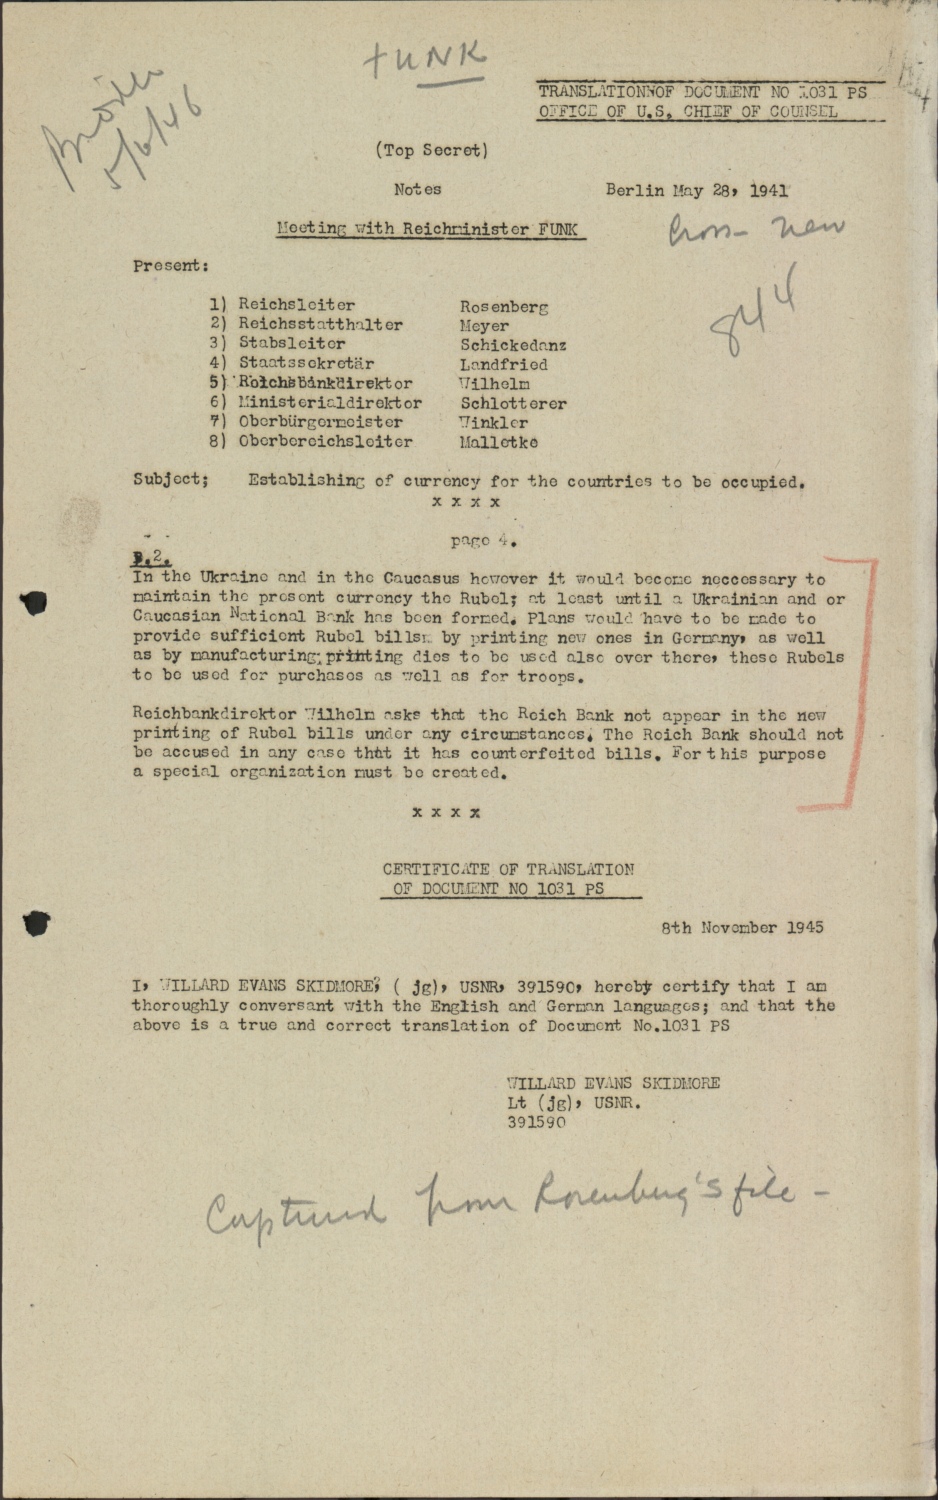 FUNK
5/6/46
TRANSLATIONNOF DOCUMENT NO 1031 PS
OFFICE OF U.S. CHIEF OF COUNSEL
(Top Secret)
Notes Berlin May 28, 1941
Meeting with Reichminister FUNK
Cross- new
844
Present:
1) Reichsleiter Rosenberg
2) Reichsstatthalter Meyer
3) Stabsleiter Schickedanz
4) Staatssekretär Landfried
5) Reichsbankdirektor Wilhelm
6) Ministerialdirektor Schlotterer
7) Oberbürgermeister Winkler
8) Oberbereichsleiter Malletke
Subject; Establishing of currency for the countries to be occupied.
x x x x
page 4.
p.2.
In the Ukraine and in the Caucasus however it would become neccessary to
maintain the present currency the Rubel; at least until a Ukrainian and or
Caucasian National Bank has been formed. Plans would have to be made to
provide sufficient Rubel bills by printing new ones in Germany, as well
as by manufacturing printing dies to be used also over there, these Rubels
to be used for purchases as well as for troops.
Reichbankdirektor Wilhelm asks that the Reich Bank not appear in the new
printing of Rubel bills under any circumstances. The Reich Bank should not
be accused in any case that it has counterfeited bills. For this purpose
a special organization must be created.
x x x x
CERTIFICATE OF TRANSLATION
OF DOCUMENT NO 1031 PS
8th November 1945
I, WILLARD EVANS SKIDMORE, ( jg), USNR, 391590, hereby certify that I am
thoroughly conversant with the English and German languages; and that the
above is a true and correct translation of Document No.1031 PS
WILLARD EVANS SKIDMORE
Lt (jg), USNR.
391590
Captured from Rosenberg's file -